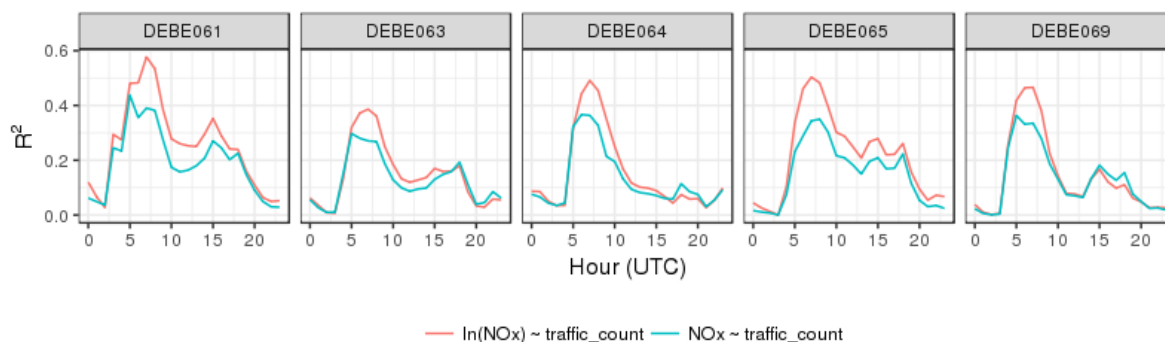 DEBE061 DEBE063 DEBE064 DEBE065 DEBE069
0.6
0.4
0.2
0.0
R²
0 5 10 15 20 0 5 10 15 20 0 5 10 15 20 0 5 10 15 20 0 5 10 15 20
Hour (UTC)
ln(NOx) ~ traffic_count NOx ~ traffic_count